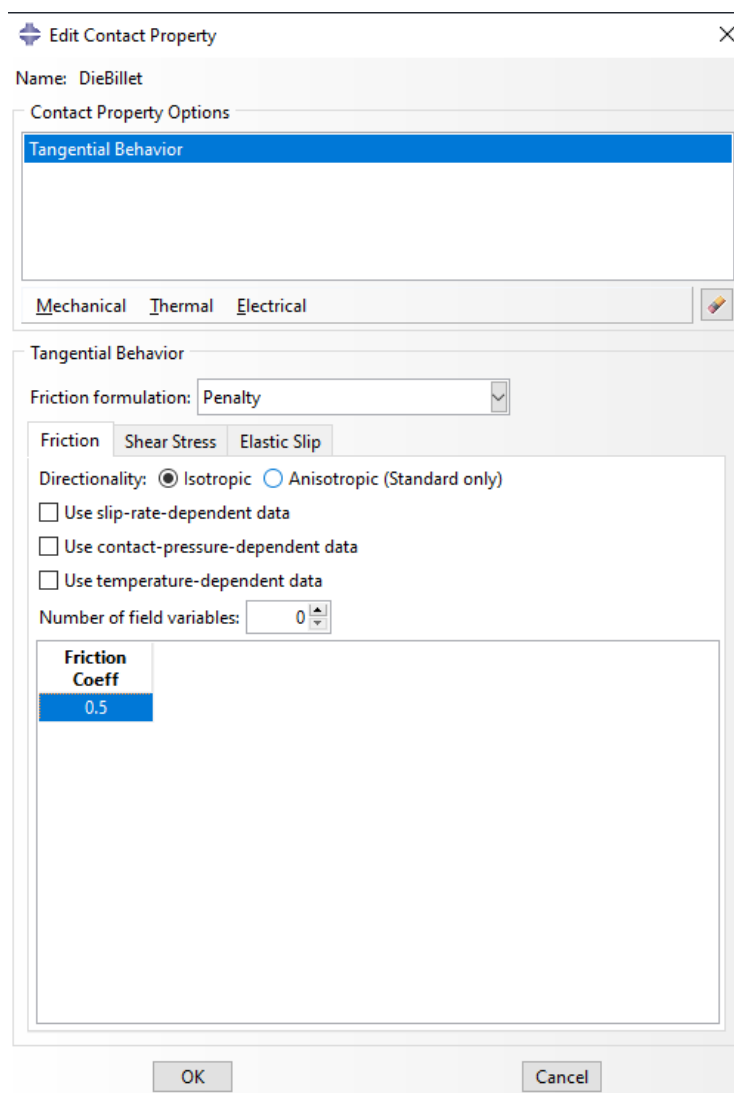 Edit Contact Property
Name: DieBillet
Contact Property Options
Tangential Behavior
Mechanical Thermal Electrical
Tangential Behavior
Friction formulation: Penalty
Friction Shear Stress Elastic Slip
Directionality: Isotropic Anisotropic (Standard only)
Use slip-rate-dependent data
Use contact-pressure-dependent data
Use temperature-dependent data
Number of field variables: 0
Friction
Coeff
0.5
OK Cancel